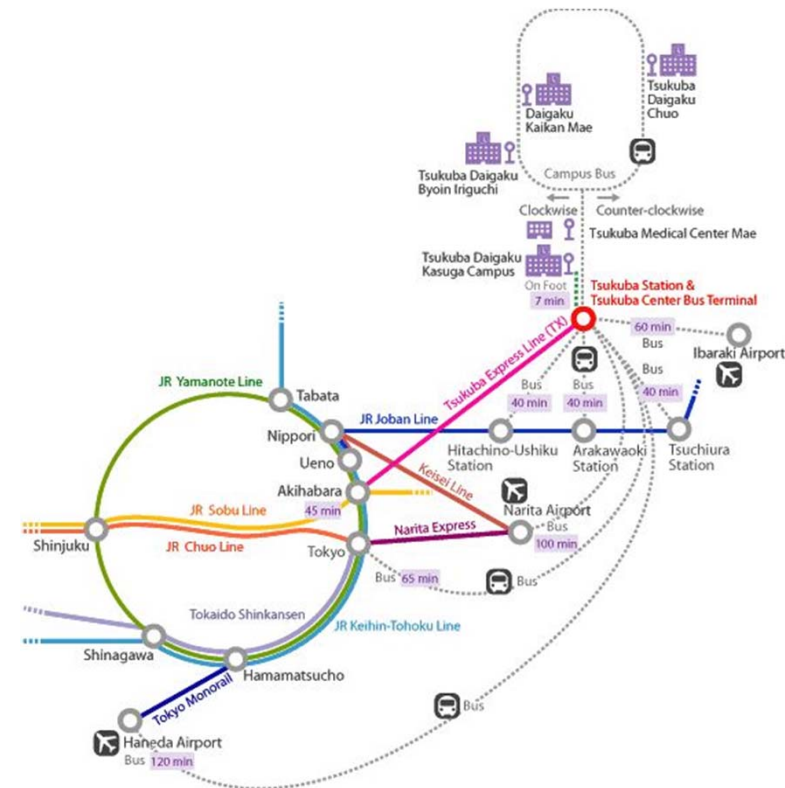 Tsukuba
Daigaku
Chuo
Daigaku
Kaikan Mae
Tsukuba Daigaku
Byoin Iriguchi
Campus Bus
Clockwise
Counter-clockwise
Tsukuba Medical Center Mae
Tsukuba Daigaku
Kasuga Campus
On Foot
7 min
Tsukuba Station &
Tsukuba Center Bus Terminal
60 min
Bus
Ibaraki Airport
Bus
40 min
Tsukuba Express Line (TX)
Bus
40 min
Bus
40 min
JR Yamanote Line
Tabata
JR Joban Line
Nippori
Hitachino-Ushiku
Station
Arakawaoki
Station
Tsuchiura
Station
Ueno
Keisei Line
Akihabara
45 min
JR Sobu Line
Narita Airport
Bus
100 min
Narita Express
Shinjuku
JR Chuo Line
Tokyo
Bus 65 min
Bus
Tokaido Shinkansen
JR Keihin-Tohoku Line
Shinagawa
Hamamatsucho
Tokyo Monorail
Bus
Haneda Airport
Bus 120 min